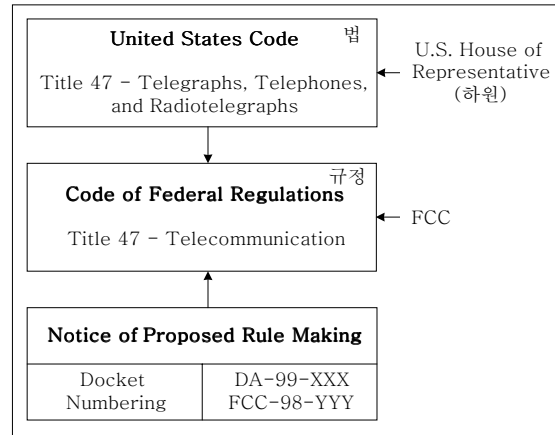 United States Code
법
Title 47 - Telegraphs, Telephones,
and Radiotelegraphs
U.S. House of
Representative
(하원)
규정
Code of Federal Regulations
Title 47 - Telecommunication
FCC
Notice of Proposed Rule Making
Docket
Numbering
DA-99-XXX
FCC-98-YYY